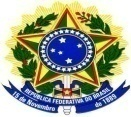 REPÚBLICA FEDERATIVA DO BRASIL
15 de Novembro de 1889